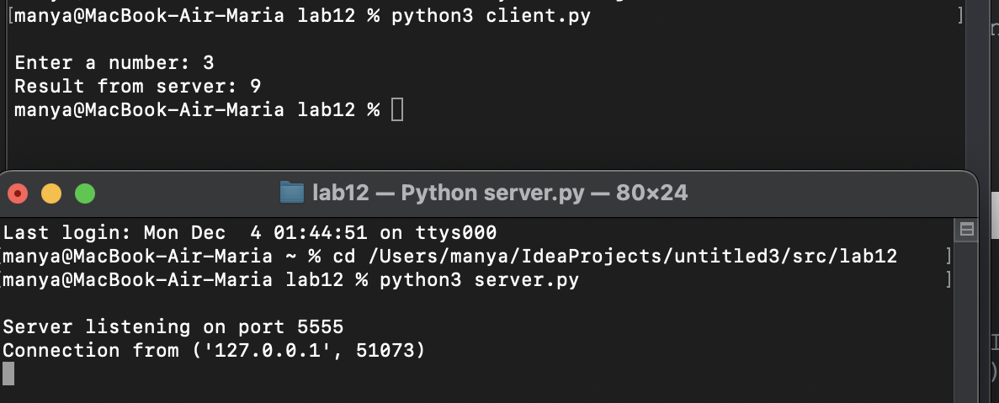 [manya@MacBook-Air-Maria lab12 % python3 client.py ]
Enter a number: 3
Result from server: 9
manya@MacBook-Air-Maria lab12 %
lab12 — Python server.py — 80×24
Last login: Mon Dec  4 01:44:51 on ttys000
[manya@MacBook-Air-Maria ~ % cd /Users/manya/IdeaProjects/untitled3/src/lab12 ]
[manya@MacBook-Air-Maria lab12 % python3 server.py ]
Server listening on port 5555
Connection from ('127.0.0.1', 51073)